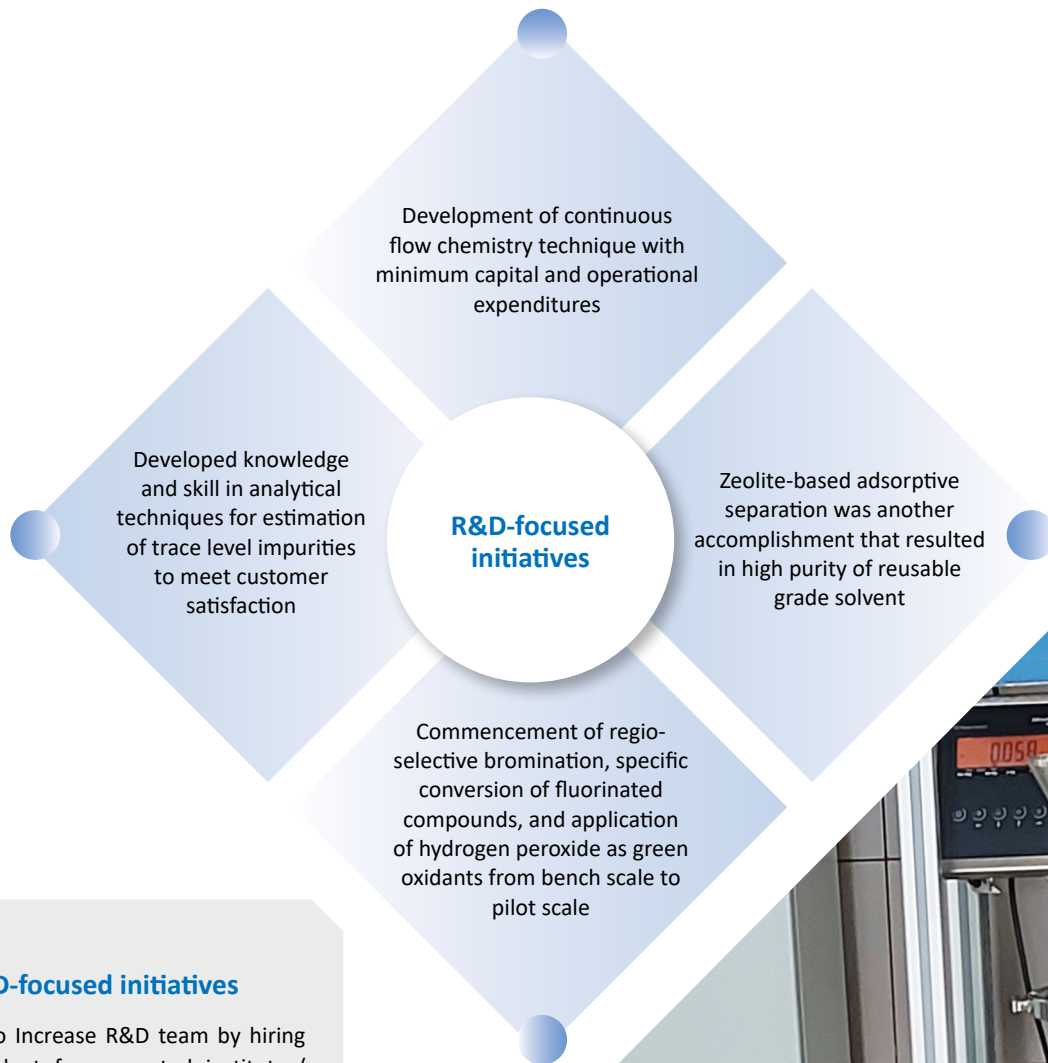 Development of continuous
flow chemistry technique with
minimum capital and operational
expenditures
Developed knowledge
and skill in analytical
techniques for estimation
of trace level impurities
to meet customer
satisfaction
R&D-focused
initiatives
Zeolite-based adsorptive
separation was another
accomplishment that resulted
in high purity of reusable
grade solvent
Commencement of regio-
selective bromination, specific
conversion of fluorinated
compounds, and application
of hydrogen peroxide as green
oxidants from bench scale to
pilot scale
0.058
D-focused initiatives
Increase R&D team by hiring